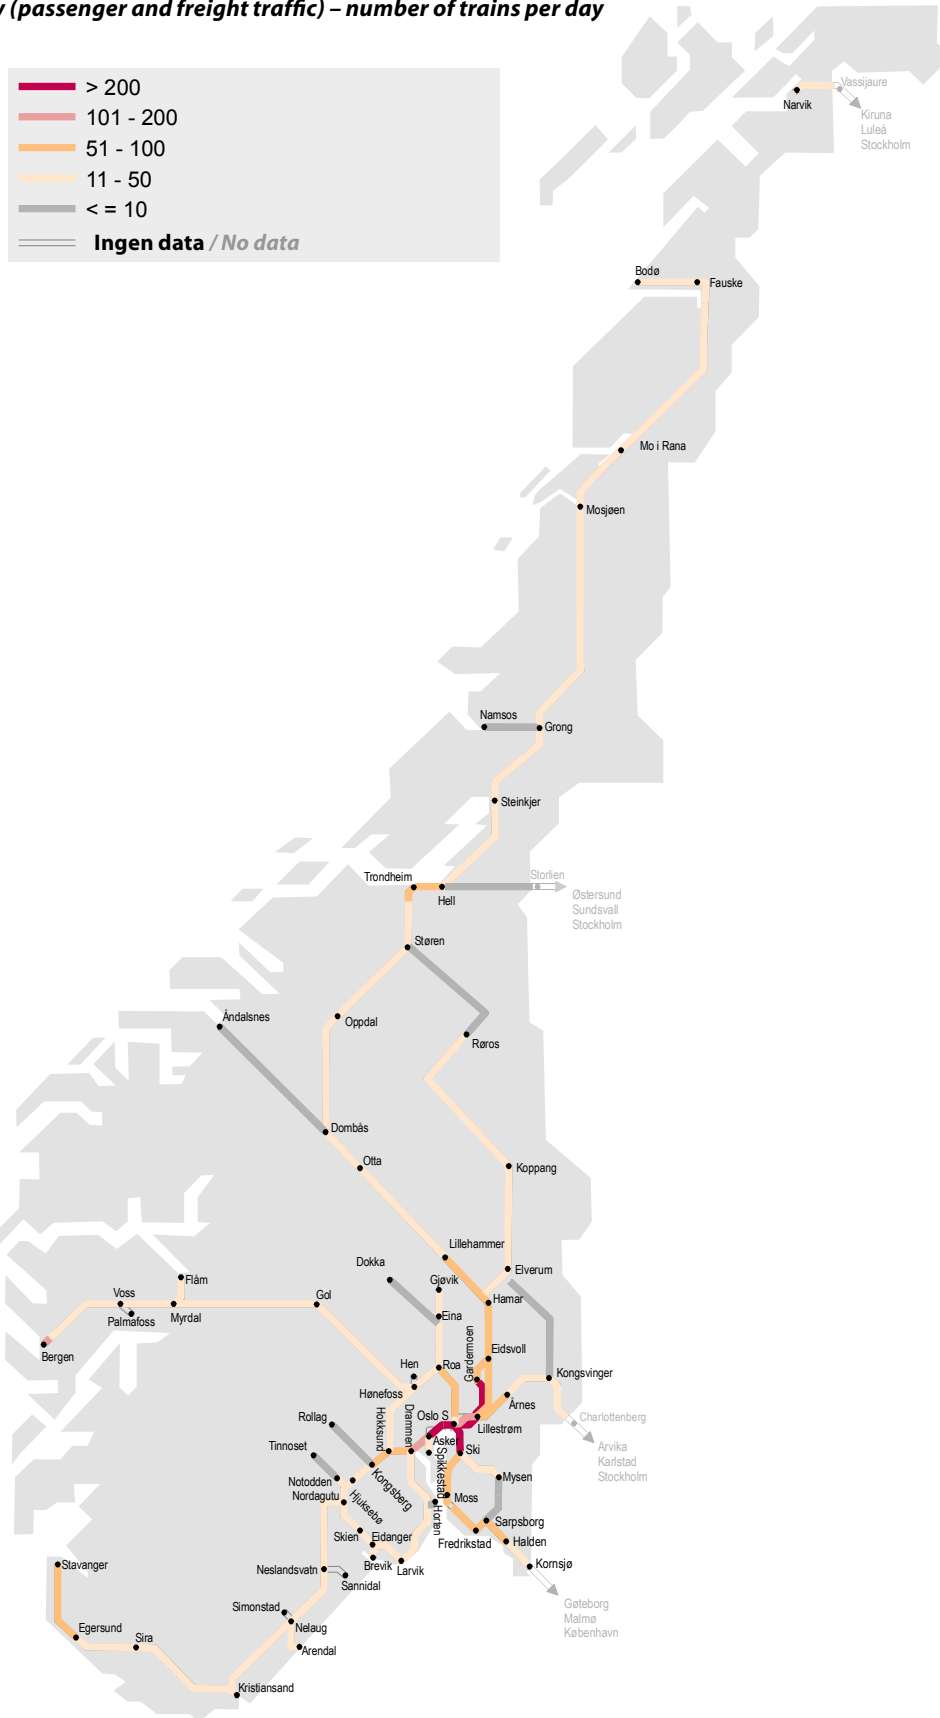 (passenger and freight traffic) – number of trains per day
> 200
101 - 200
51 - 100
11 - 50
< = 10
Ingen data / No data
Vassijaure
Narvik
Kiruna
Luleå
Stockholm
Bodø
Fauske
Mo i Rana
Mosjøen
Namsos
Grong
Steinkjer
Trondheim
Hell
Storlien
Østersund
Sundsvall
Stockholm
Støren
Åndalsnes
Oppdal
Røros
Dombås
Otta
Koppang
Lillehammer
Elverum
Dokka
Gjøvik
Flåm
Voss
Gol
Hamar
Palmafoss
Myrdal
Eina
Gardermoen
Eidsvoll
Bergen
Hen
Roa
Kongsvinger
Hønefoss
Årnes
Rollag
Hokksund
Drammen
Oslo S
Lillestrøm
Charlottenberg
Asker
Ski
Arvika
Karlstad
Stockholm
Tinnoset
Spikkestad
Mysen
Notodden
Kongsberg
Nordagutu
Hjuksebø
Moss
Horten
Sarpsborg
Skien
Eidanger
Fredrikstad
Halden
Stavanger
Neslandsvatn
Brevik
Larvik
Kornsjø
Sannidal
Simonstad
Gøteborg
Malmø
København
Egersund
Sira
Nelaug
Arendal
Kristiansand